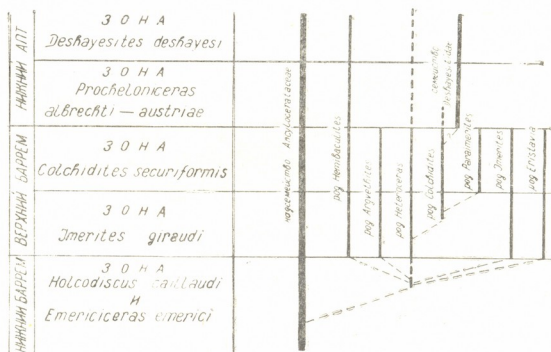 НИЖНИЙ АПТ
ЗОНА
Deshayesites deshayesi
ЗОНА
Procheloniceras
albrechti — austriae
ВЕРХНИЙ БАРРЕМ
ЗОНА
Colchidites securiformis
ЗОНА
Imerites giraudi
НИЖНИЙ БАРРЕМ
ЗОНА
Holcodiscus caillaudi
И
Emericiceras emerici
надсемейство Ancylocerataceae
род Hamiticulites
род Argvethites
род Heteroceras
род Colchidites
семейство
Deshayesitidae
род Paraimerites
род Imerites
род Eristavia